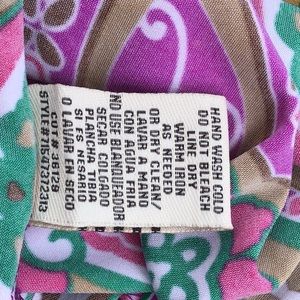 HAND WASH COLD
DO NOT BLEACH
LINE DRY
WARM IRON
AS N'CLEED
OR DRY CLEAN/
LAVAR A MANO
CON AGUA FRIA
NO USE BLANQUEADOR
SECAR COLGADO
PLANCHA TIBIA
SI ES NESARIO
O LAVAR EN SECO